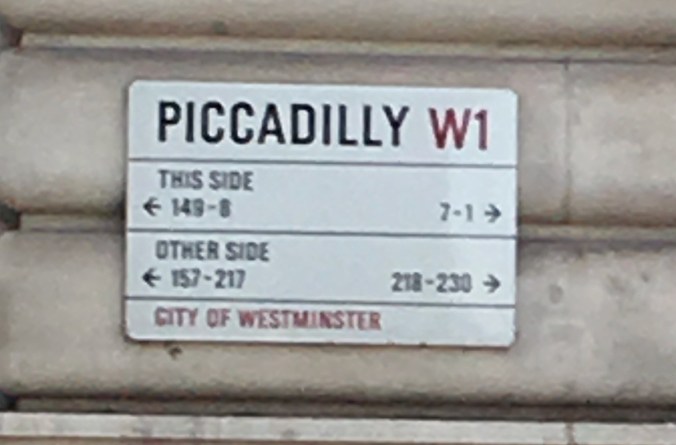 PICCADILLY W1
THIS SIDE
← 149-8 7-1 →
OTHER SIDE
← 157-217 218-230 →
CITY OF WESTMINSTER